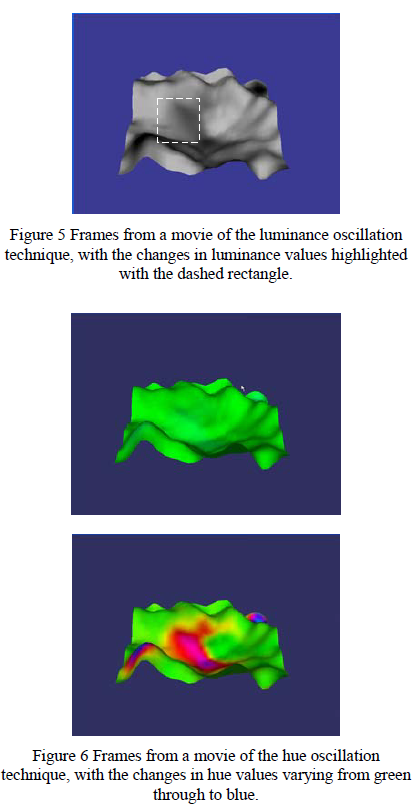 Figure 5 Frames from a movie of the luminance oscillation
technique, with the changes in luminance values highlighted
with the dashed rectangle.
Figure 6 Frames from a movie of the hue oscillation
technique, with the changes in hue values varying from green
through to blue.